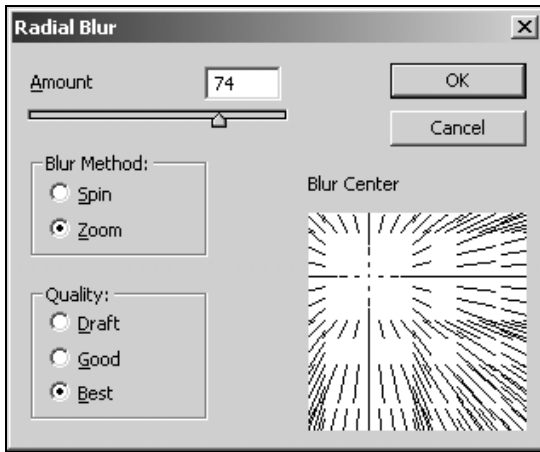 Radial Blur
Amount 74
OK
Cancel
Blur Method:
Spin
Zoom
Blur Center
Quality:
Draft
Good
Best